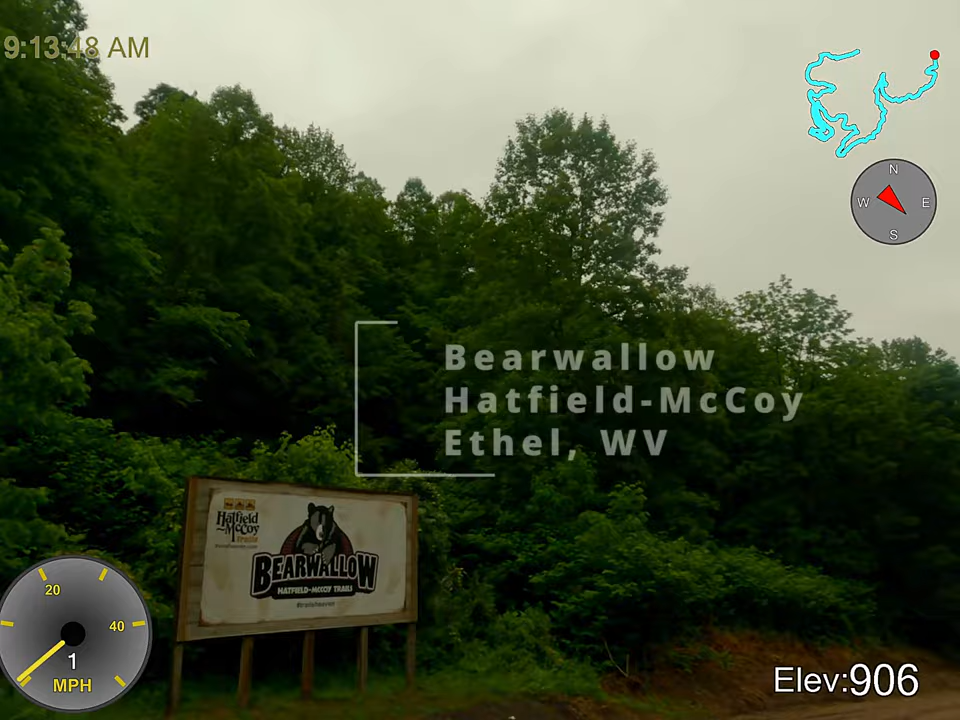 9:13:48 AM
N
W E
S
Bearwallow
Hatfield-McCoy
Ethel, WV
Hatfield
McCoy
Trails
BEARWALLOW
HATFIELD-MCCOY TRAILS
#trailsheaven
20
40
1
MPH
Elev:906